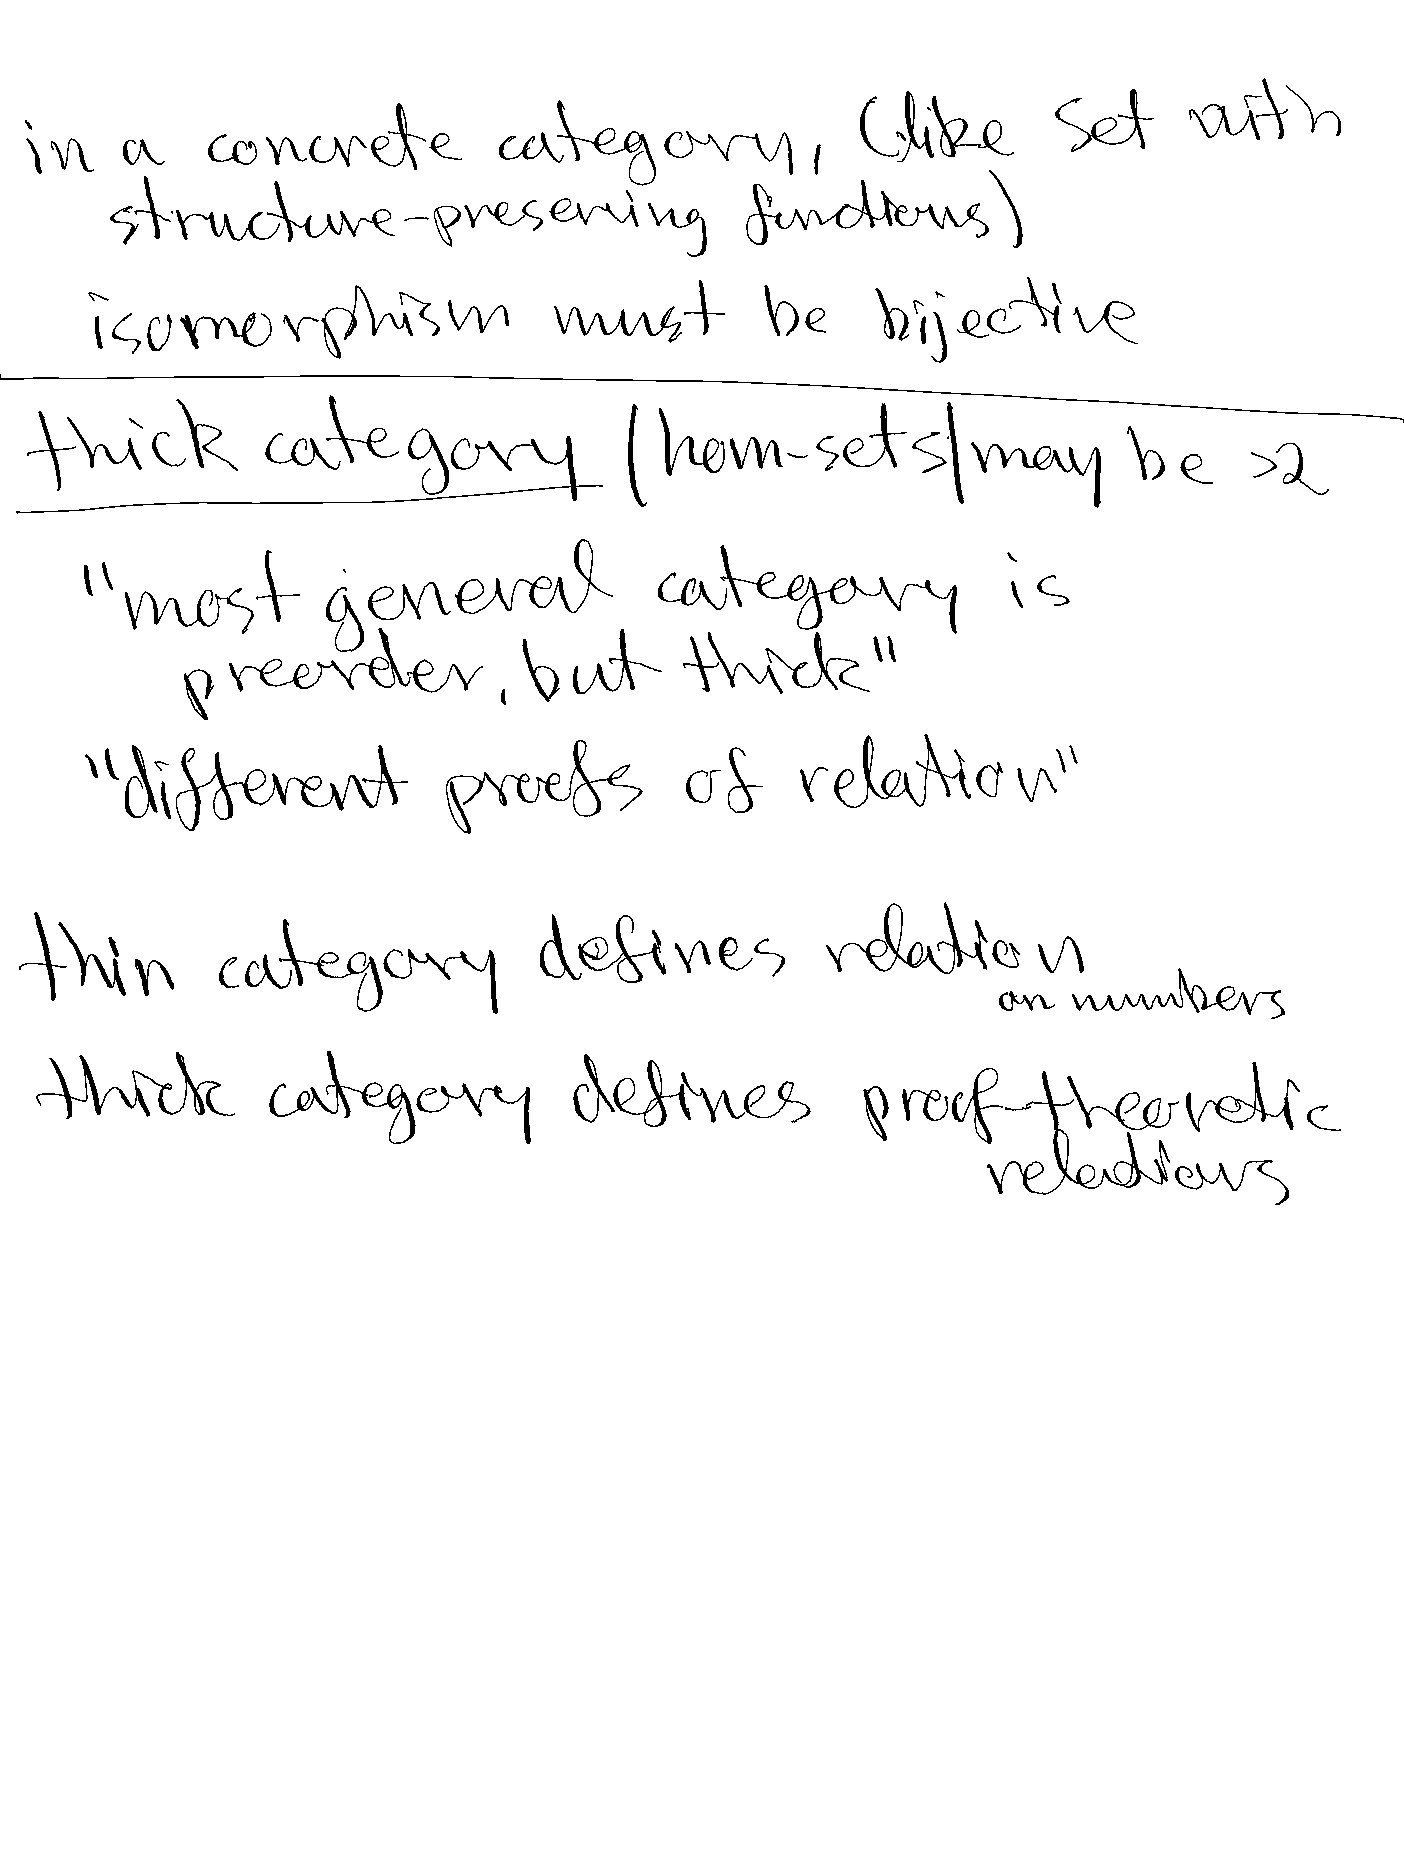 in a concrete category, (like Set with
structure-preserving functions)
isomorphism must be bijective
thick category |hom-sets| may be >2
"most general category is
preorder, but thick"
"different proofs of relation"
thin category defines relation
on numbers
thick category defines proof-theoretic
relations